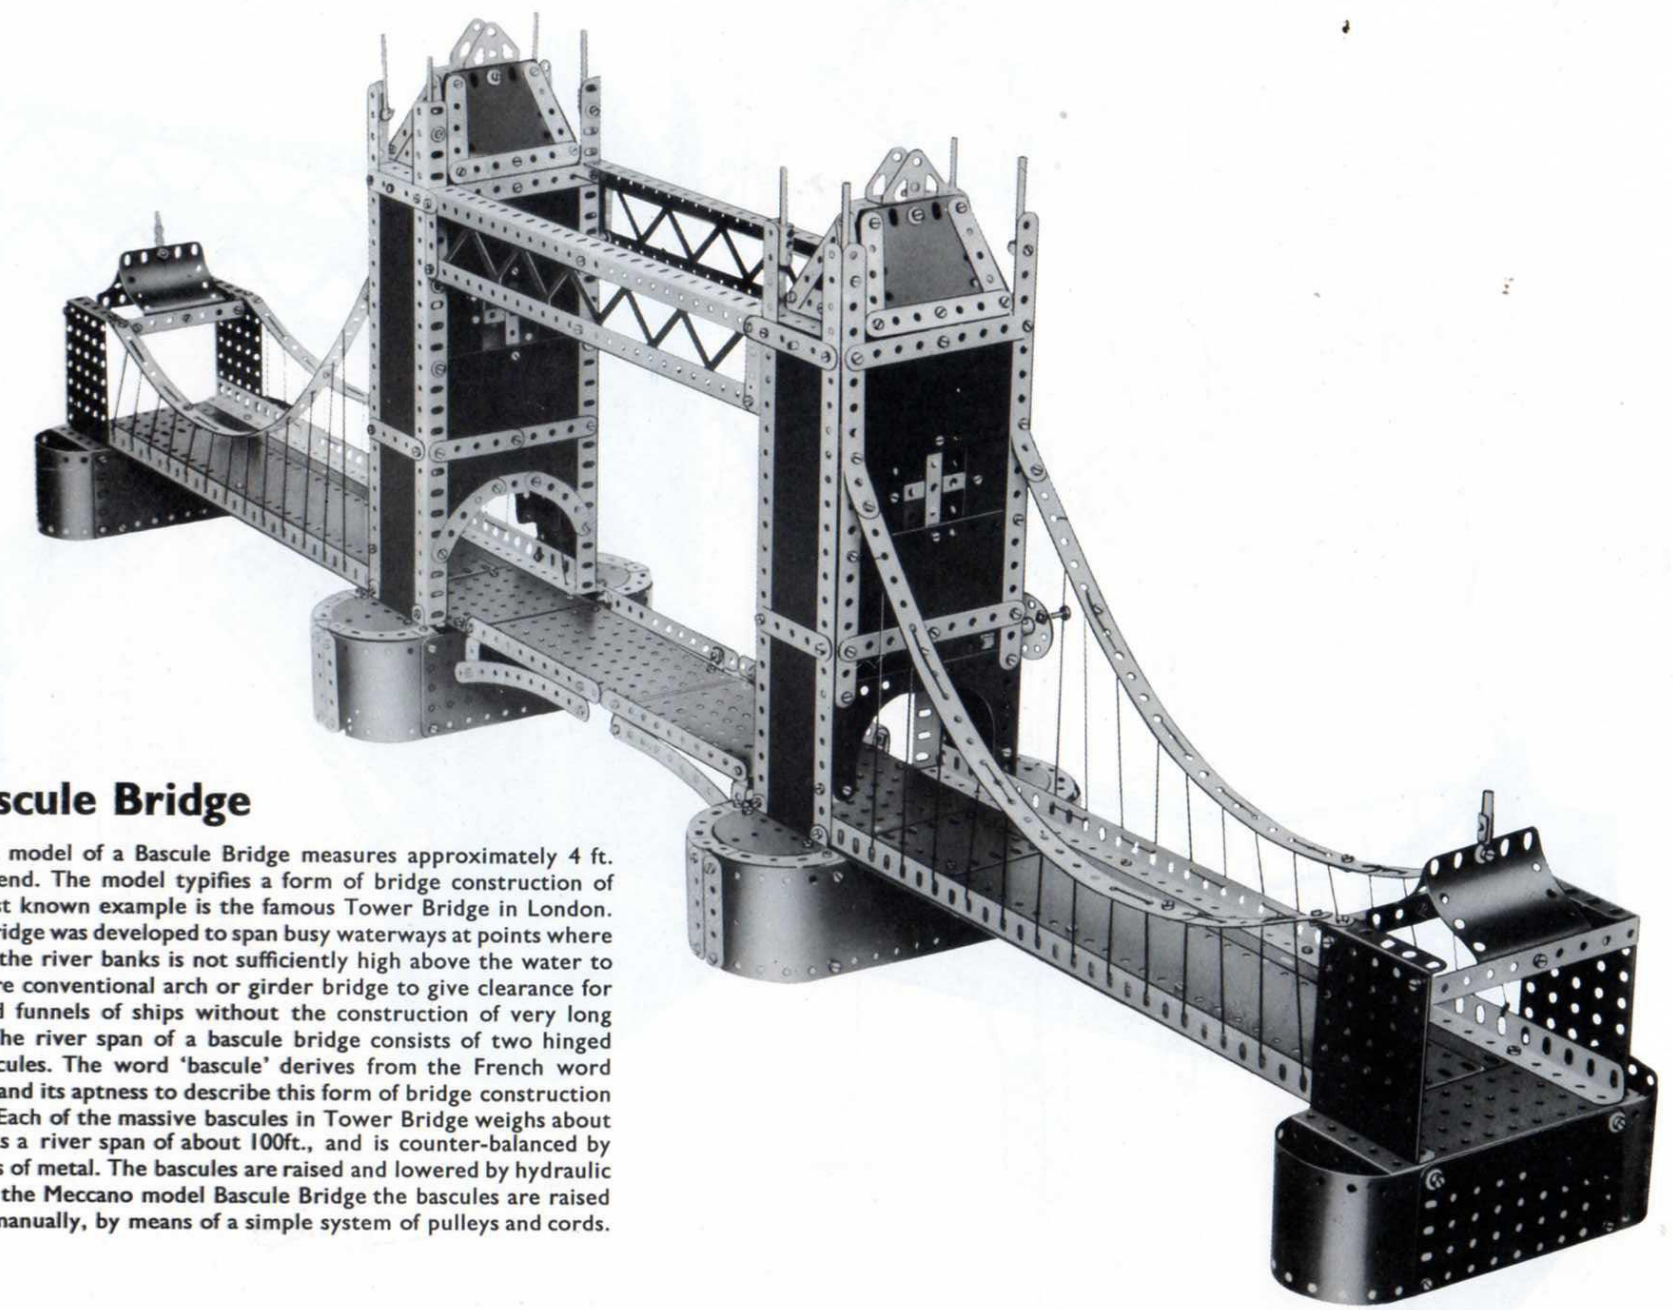 scule Bridge
model of a Bascule Bridge measures approximately 4 ft.
end. The model typifies a form of bridge construction of
st known example is the famous Tower Bridge in London.
ridge was developed to span busy waterways at points where
the river banks is not sufficiently high above the water to
re conventional arch or girder bridge to give clearance for
l funnels of ships without the construction of very long
he river span of a bascule bridge consists of two hinged
cules. The word ‘bascule’ derives from the French word
and its aptness to describe this form of bridge construction
Each of the massive bascules in Tower Bridge weighs about
s a river span of about 100ft., and is counter-balanced by
s of metal. The bascules are raised and lowered by hydraulic
the Meccano model Bascule Bridge the bascules are raised
manually, by means of a simple system of pulleys and cords.